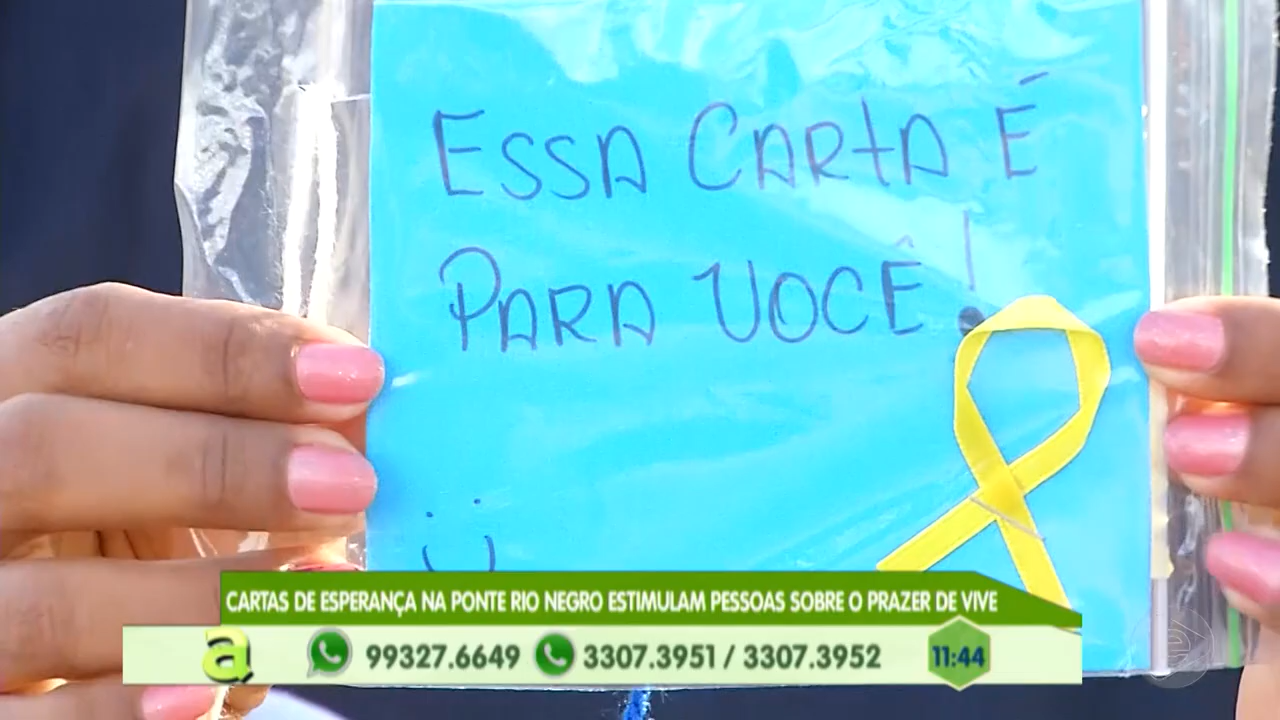 ESSA CARTA É
PARA VOCÊ!
CARTAS DE ESPERANÇA NA PONTE RIO NEGRO ESTIMULAM PESSOAS SOBRE O PRAZER DE VIVE
a 99327.6649 3307.3951 / 3307.3952 11:44